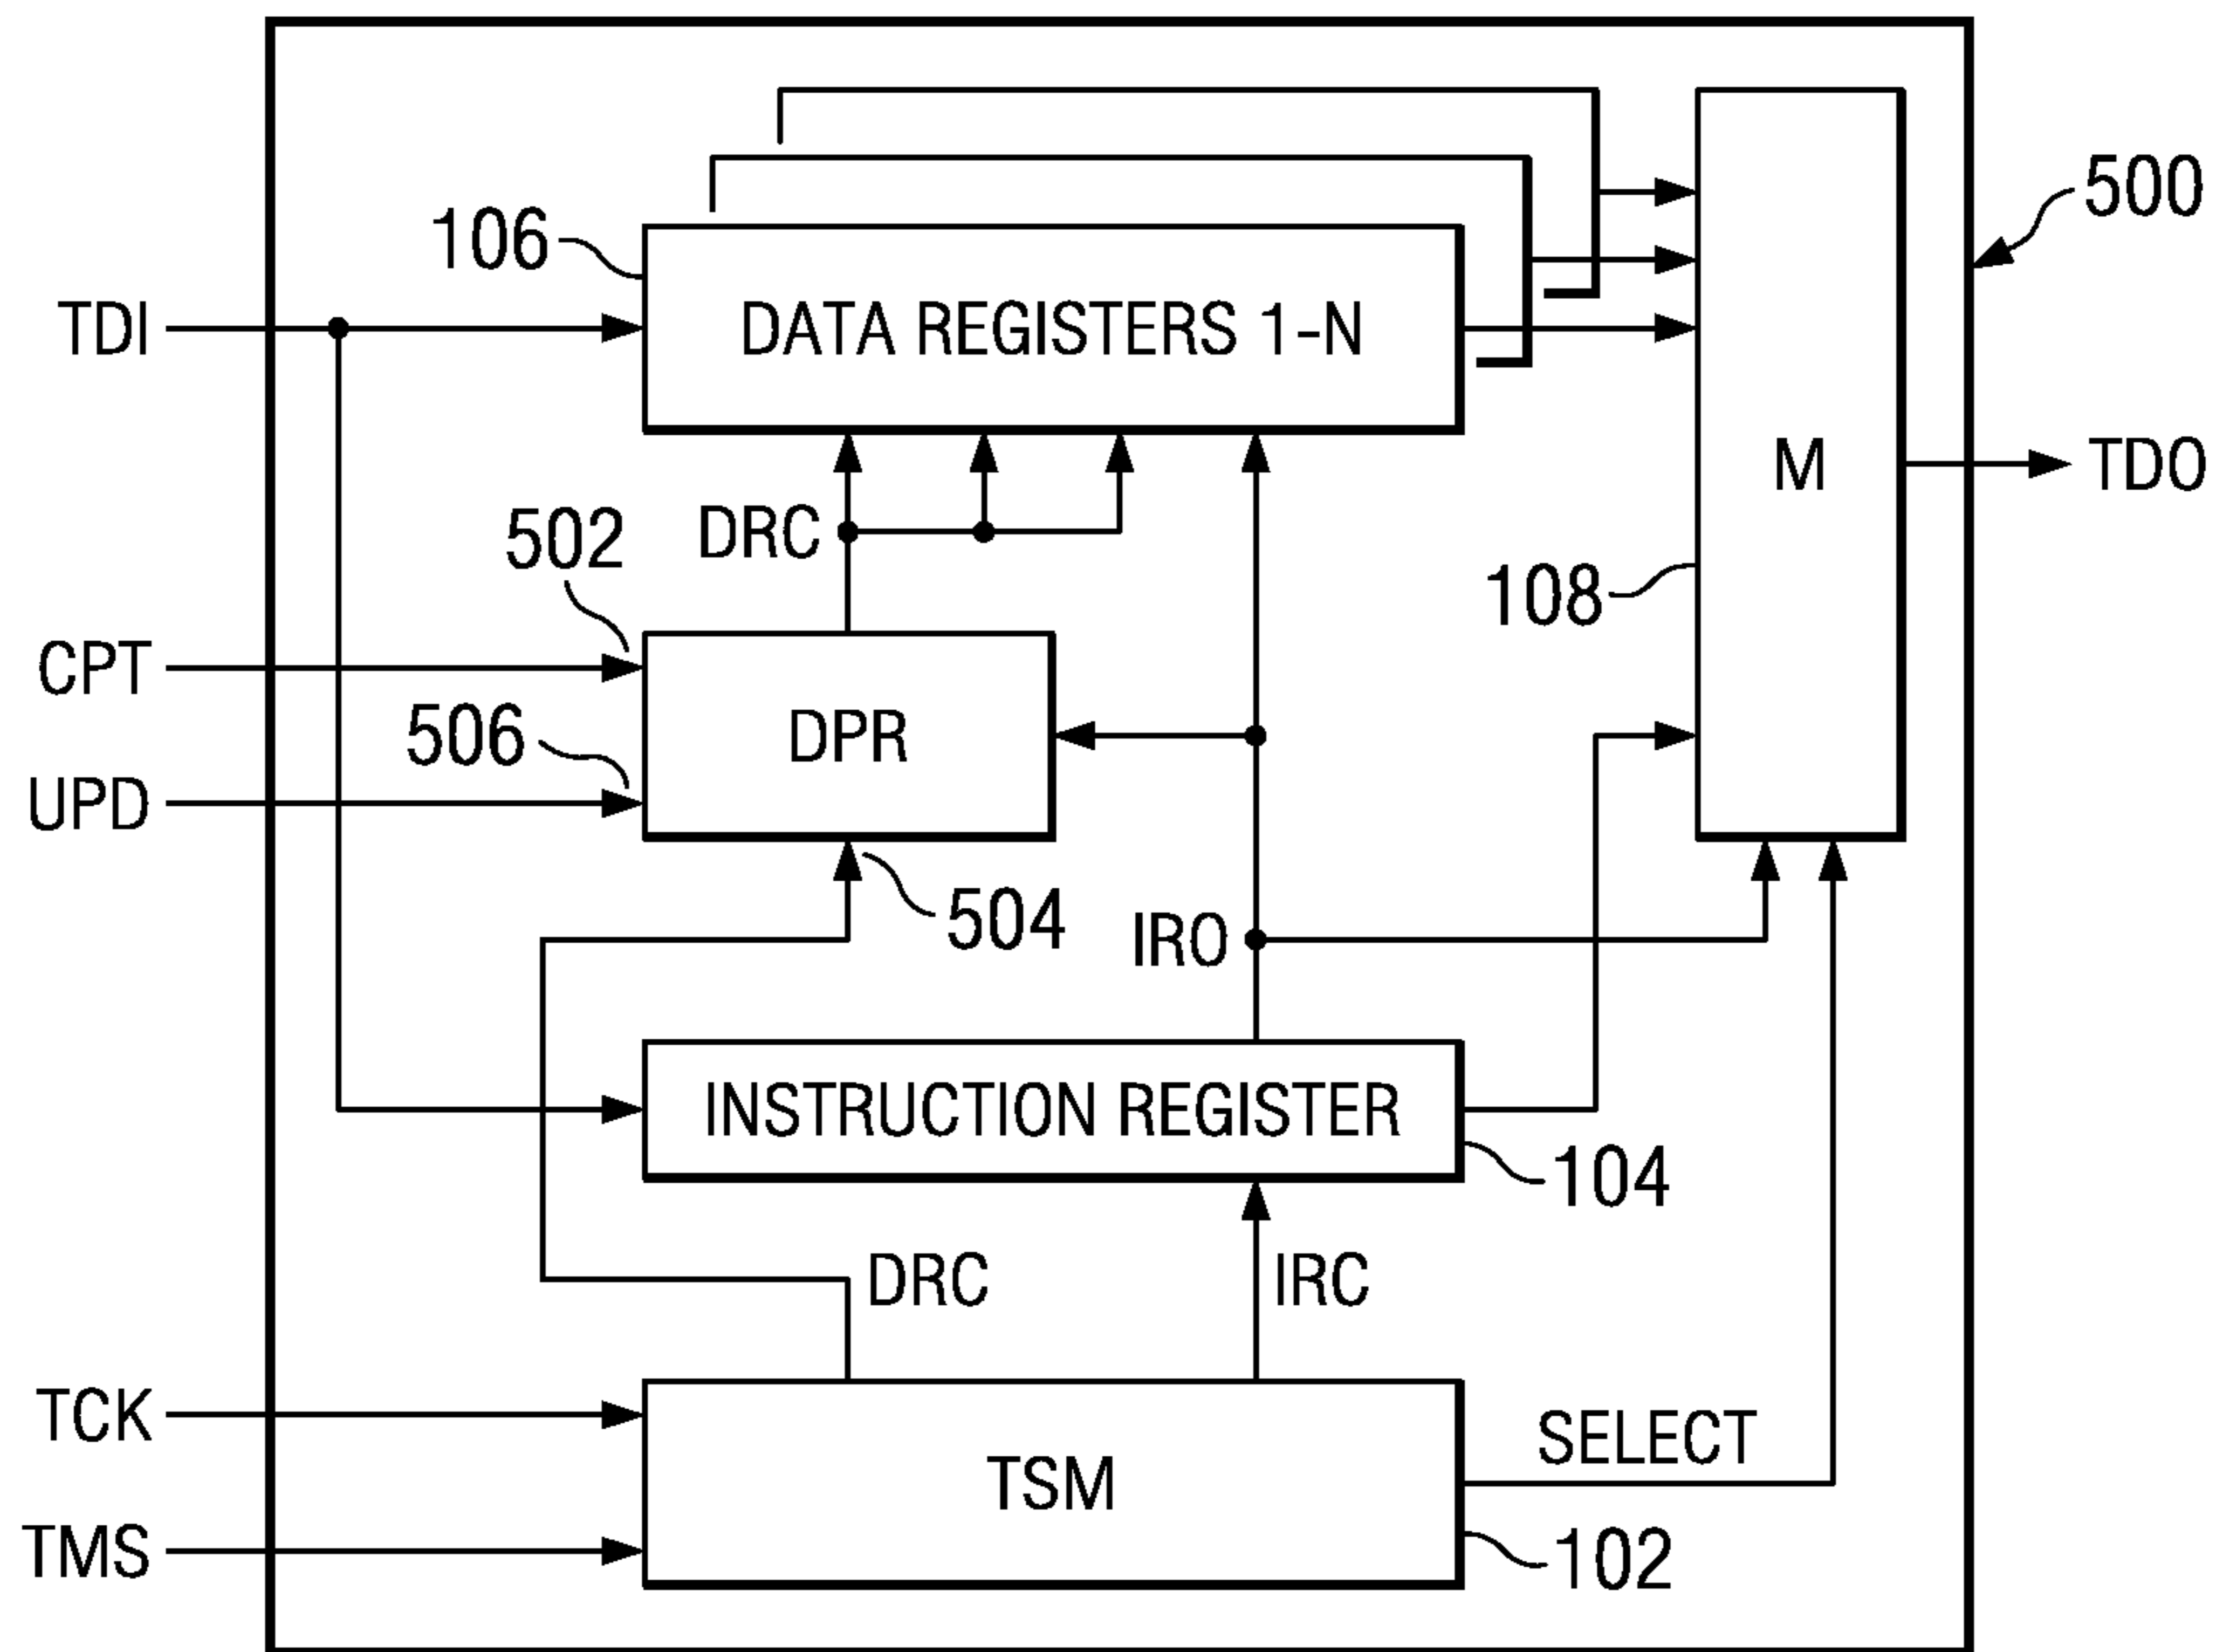 500
106
TDI
DATA REGISTERS 1-N
M
TDO
DRC
502
108
CPT
DPR
506
UPD
504
IRO
INSTRUCTION REGISTER
104
DRC
IRC
TCK
SELECT
TSM
TMS
102